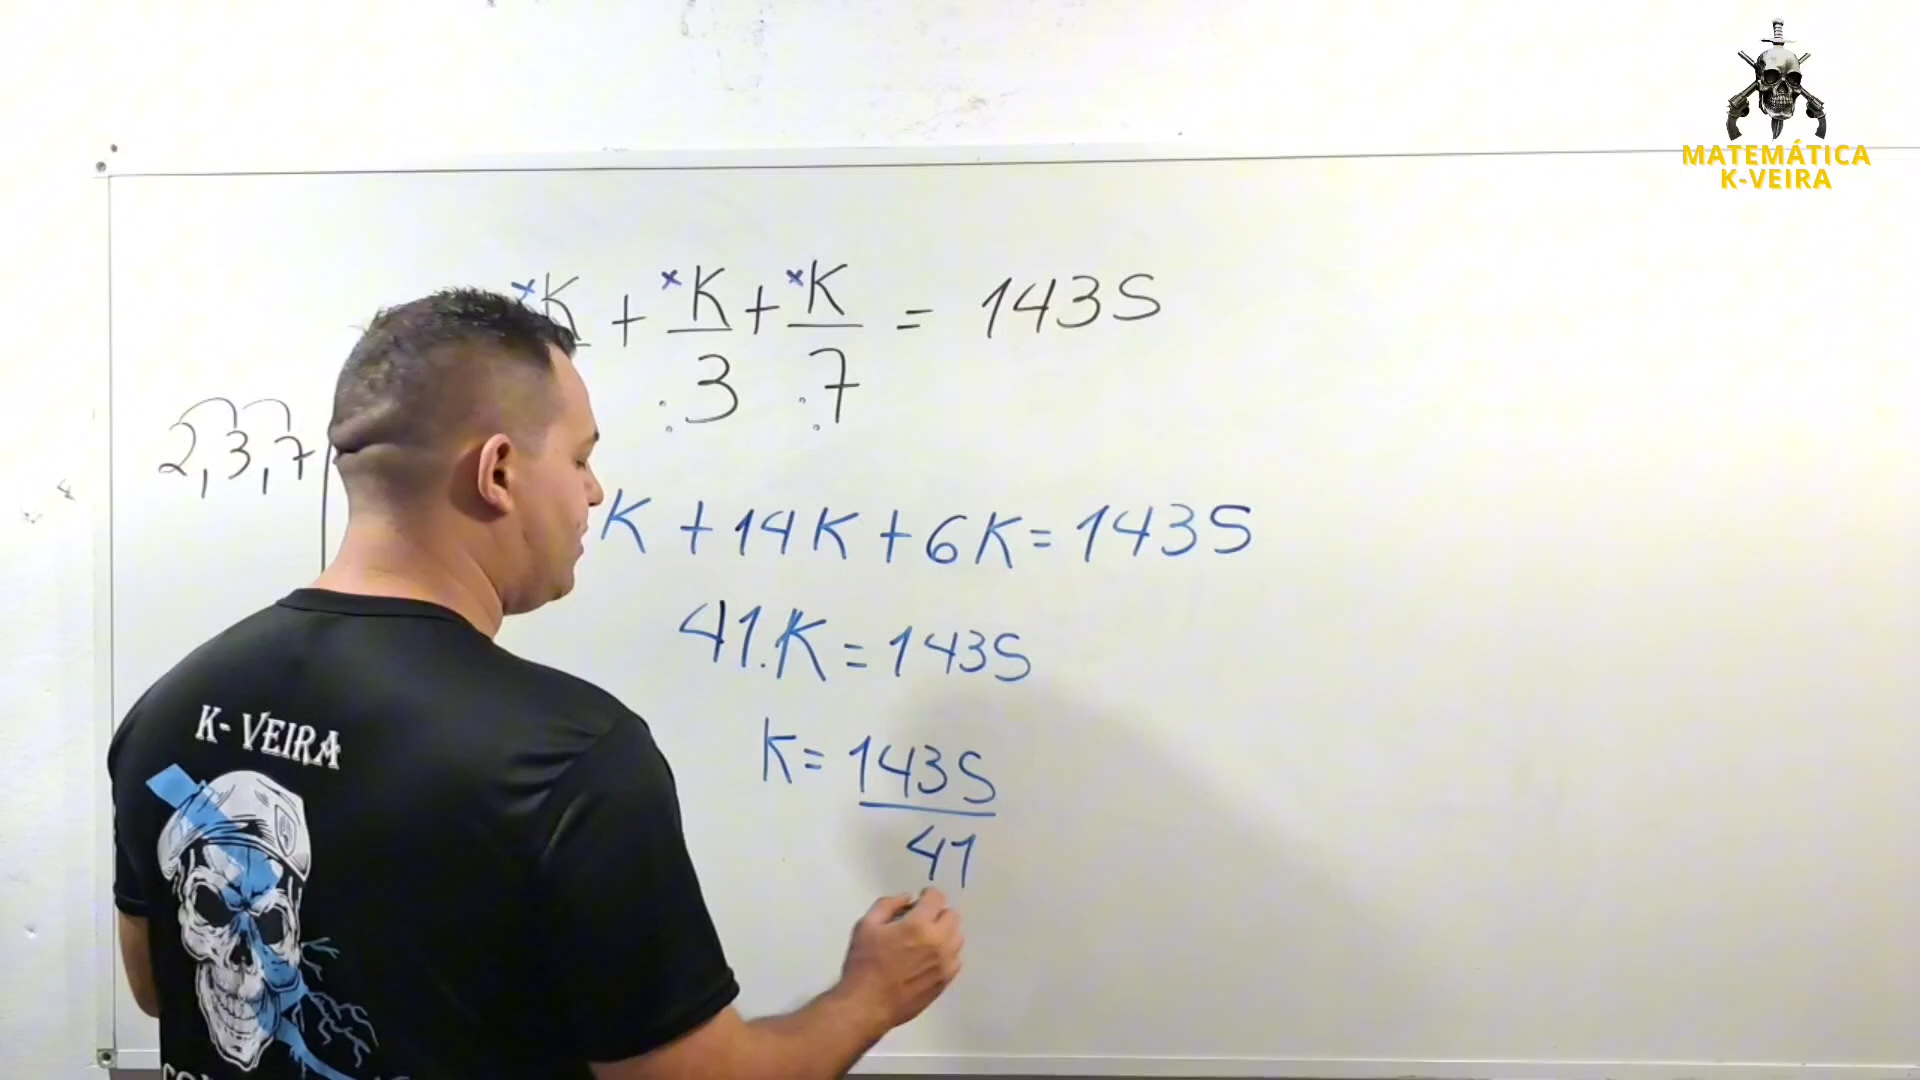 MATEMÁTICA
K-VEIRA
×K + ×K/3 + ×K/7 = 1435
2,3,7
K + 14K + 6K = 1435
41.K = 1435
K = 1435/41
K- VEIRA